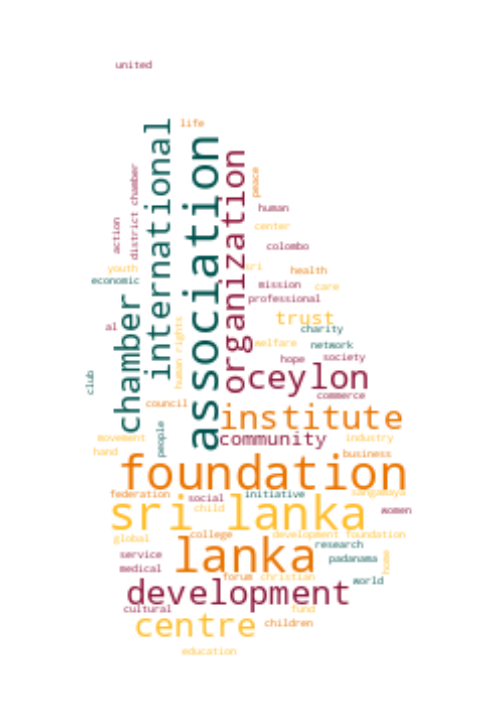 united
life
international
association
organization
district chamber
peace
action
human
center
colombo
youth
sri
health
economic
mission
care
professional
chamber
trust
al
human rights
charity
welfare
network
hope
society
ceylon
club
commerce
council
institute
people
community
movement
industry
hand
business
foundation
federation
social
initiative
sangamaya
sri lanka
child
women
global
college
development foundation
lanka
research
service
padanama
home
medical
forum
christian
world
development
cultural
fund
centre
children
education